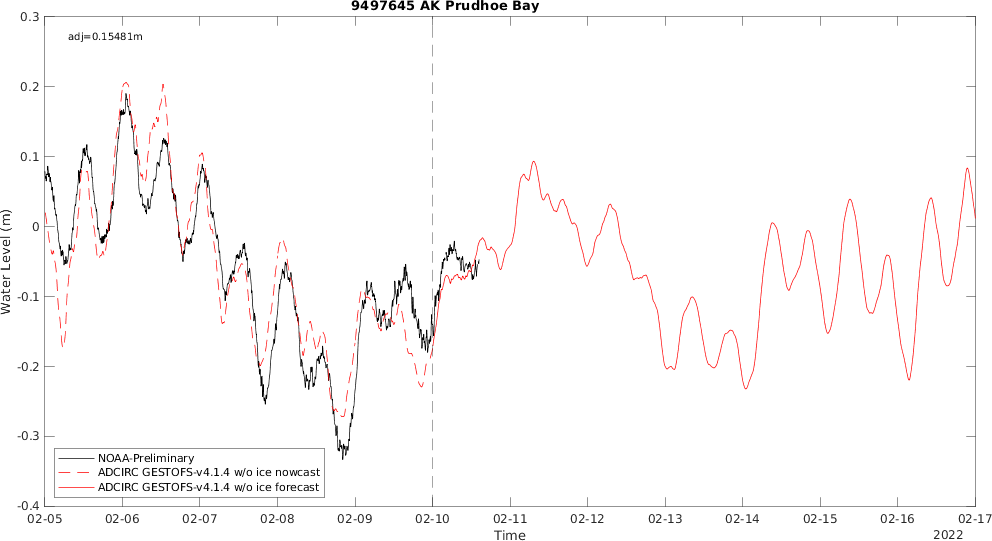 9497645 AK Prudhoe Bay
adj=0.15481m
0.3
0.2
0.1
0
-0.1
-0.2
-0.3
-0.4
Water Level (m)
NOAA-Preliminary
ADCIRC GESTOFS-v4.1.4 w/o ice nowcast
ADCIRC GESTOFS-v4.1.4 w/o ice forecast
02-05 02-06 02-07 02-08 02-09 02-10 02-11 02-12 02-13 02-14 02-15 02-16 02-17
Time
2022